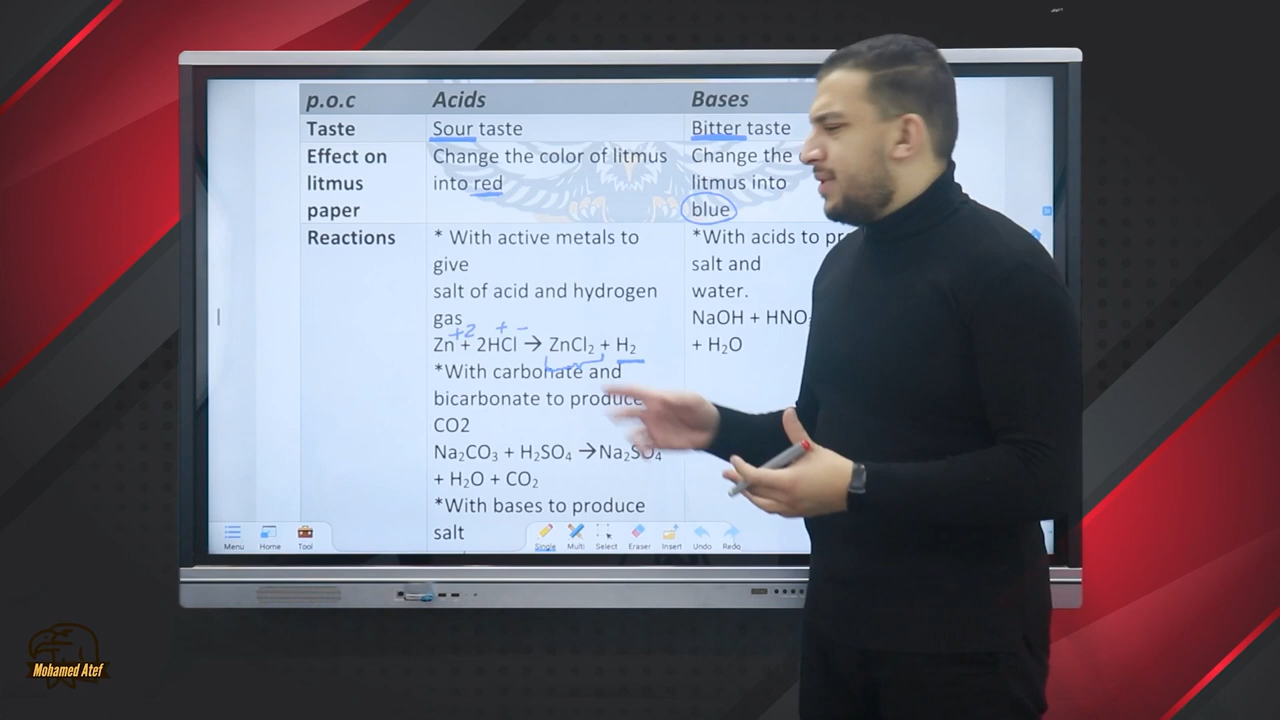 p.o.c Acids Bases
Taste Sour taste Bitter taste
Effect on litmus paper
Change the color of litmus
into red
Change the
litmus into
blue
Reactions
* With active metals to
give
salt of acid and hydrogen
gas
+2 + -
Zn + 2HCl → ZnCl₂ + H₂
*With carbonate and
bicarbonate to produce
CO2
Na₂CO₃ + H₂SO₄ →Na₂SO₄
+ H₂O + CO₂
*With bases to produce
salt
*With acids to
salt and
water.
NaOH +
+ H₂O
Menu Home Tool Single Multi Select Eraser Insert Undo Redo
Mohamed Atef